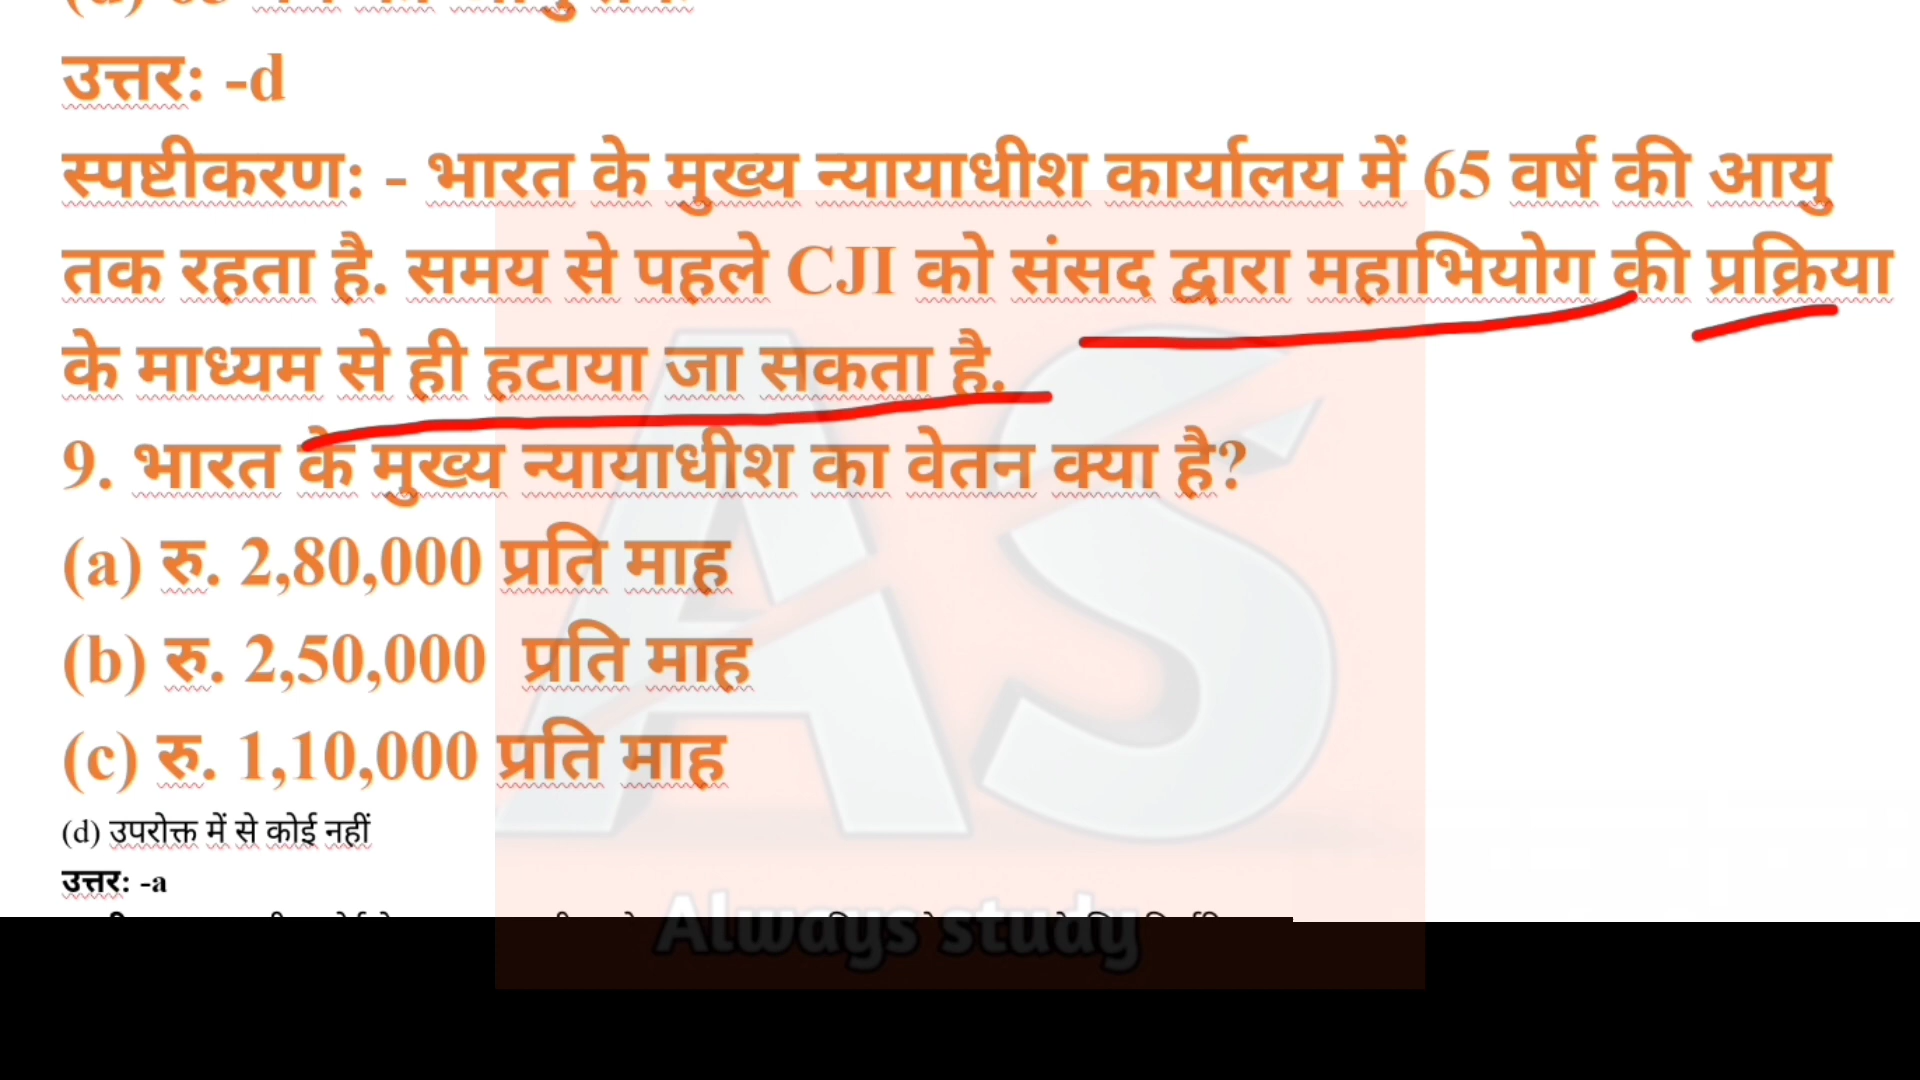 उत्तर: -d
स्पष्टीकरण: - भारत के मुख्य न्यायाधीश कार्यालय में 65 वर्ष की आयु
तक रहता है. समय से पहले CJI को संसद द्वारा महाभियोग की प्रक्रिया
के माध्यम से ही हटाया जा सकता है.
9. भारत के मुख्य न्यायाधीश का वेतन क्या है?
(a) रु. 2,80,000 प्रति माह
(b) रु. 2,50,000 प्रति माह
(c) रु. 1,10,000 प्रति माह
(d) उपरोक्त में से कोई नहीं
उत्तर: -a
AS
Always study